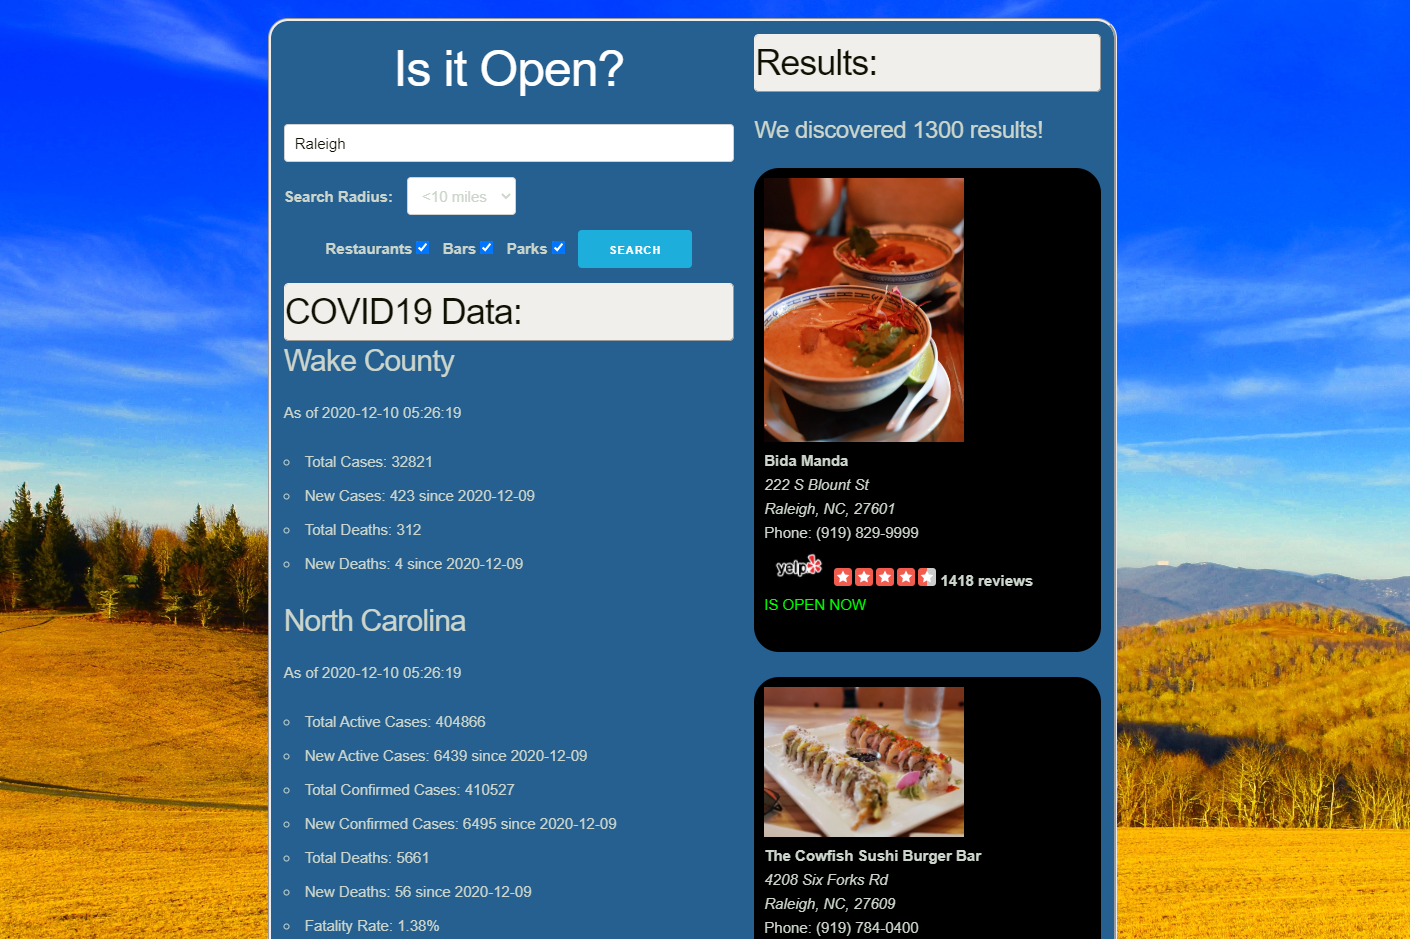 Is it Open?
Raleigh
Search Radius: <10 miles
Restaurants Bars Parks SEARCH
COVID19 Data:
Wake County
As of 2020-12-10 05:26:19
Total Cases: 32821
New Cases: 423 since 2020-12-09
Total Deaths: 312
New Deaths: 4 since 2020-12-09
North Carolina
As of 2020-12-10 05:26:19
Total Active Cases: 404866
New Active Cases: 6439 since 2020-12-09
Total Confirmed Cases: 410527
New Confirmed Cases: 6495 since 2020-12-09
Total Deaths: 5661
New Deaths: 56 since 2020-12-09
Fatality Rate: 1.38%
Results:
We discovered 1300 results!
Bida Manda
222 S Blount St
Raleigh, NC, 27601
Phone: (919) 829-9999
yelp 1418 reviews
IS OPEN NOW
The Cowfish Sushi Burger Bar
4208 Six Forks Rd
Raleigh, NC, 27609
Phone: (919) 784-0400